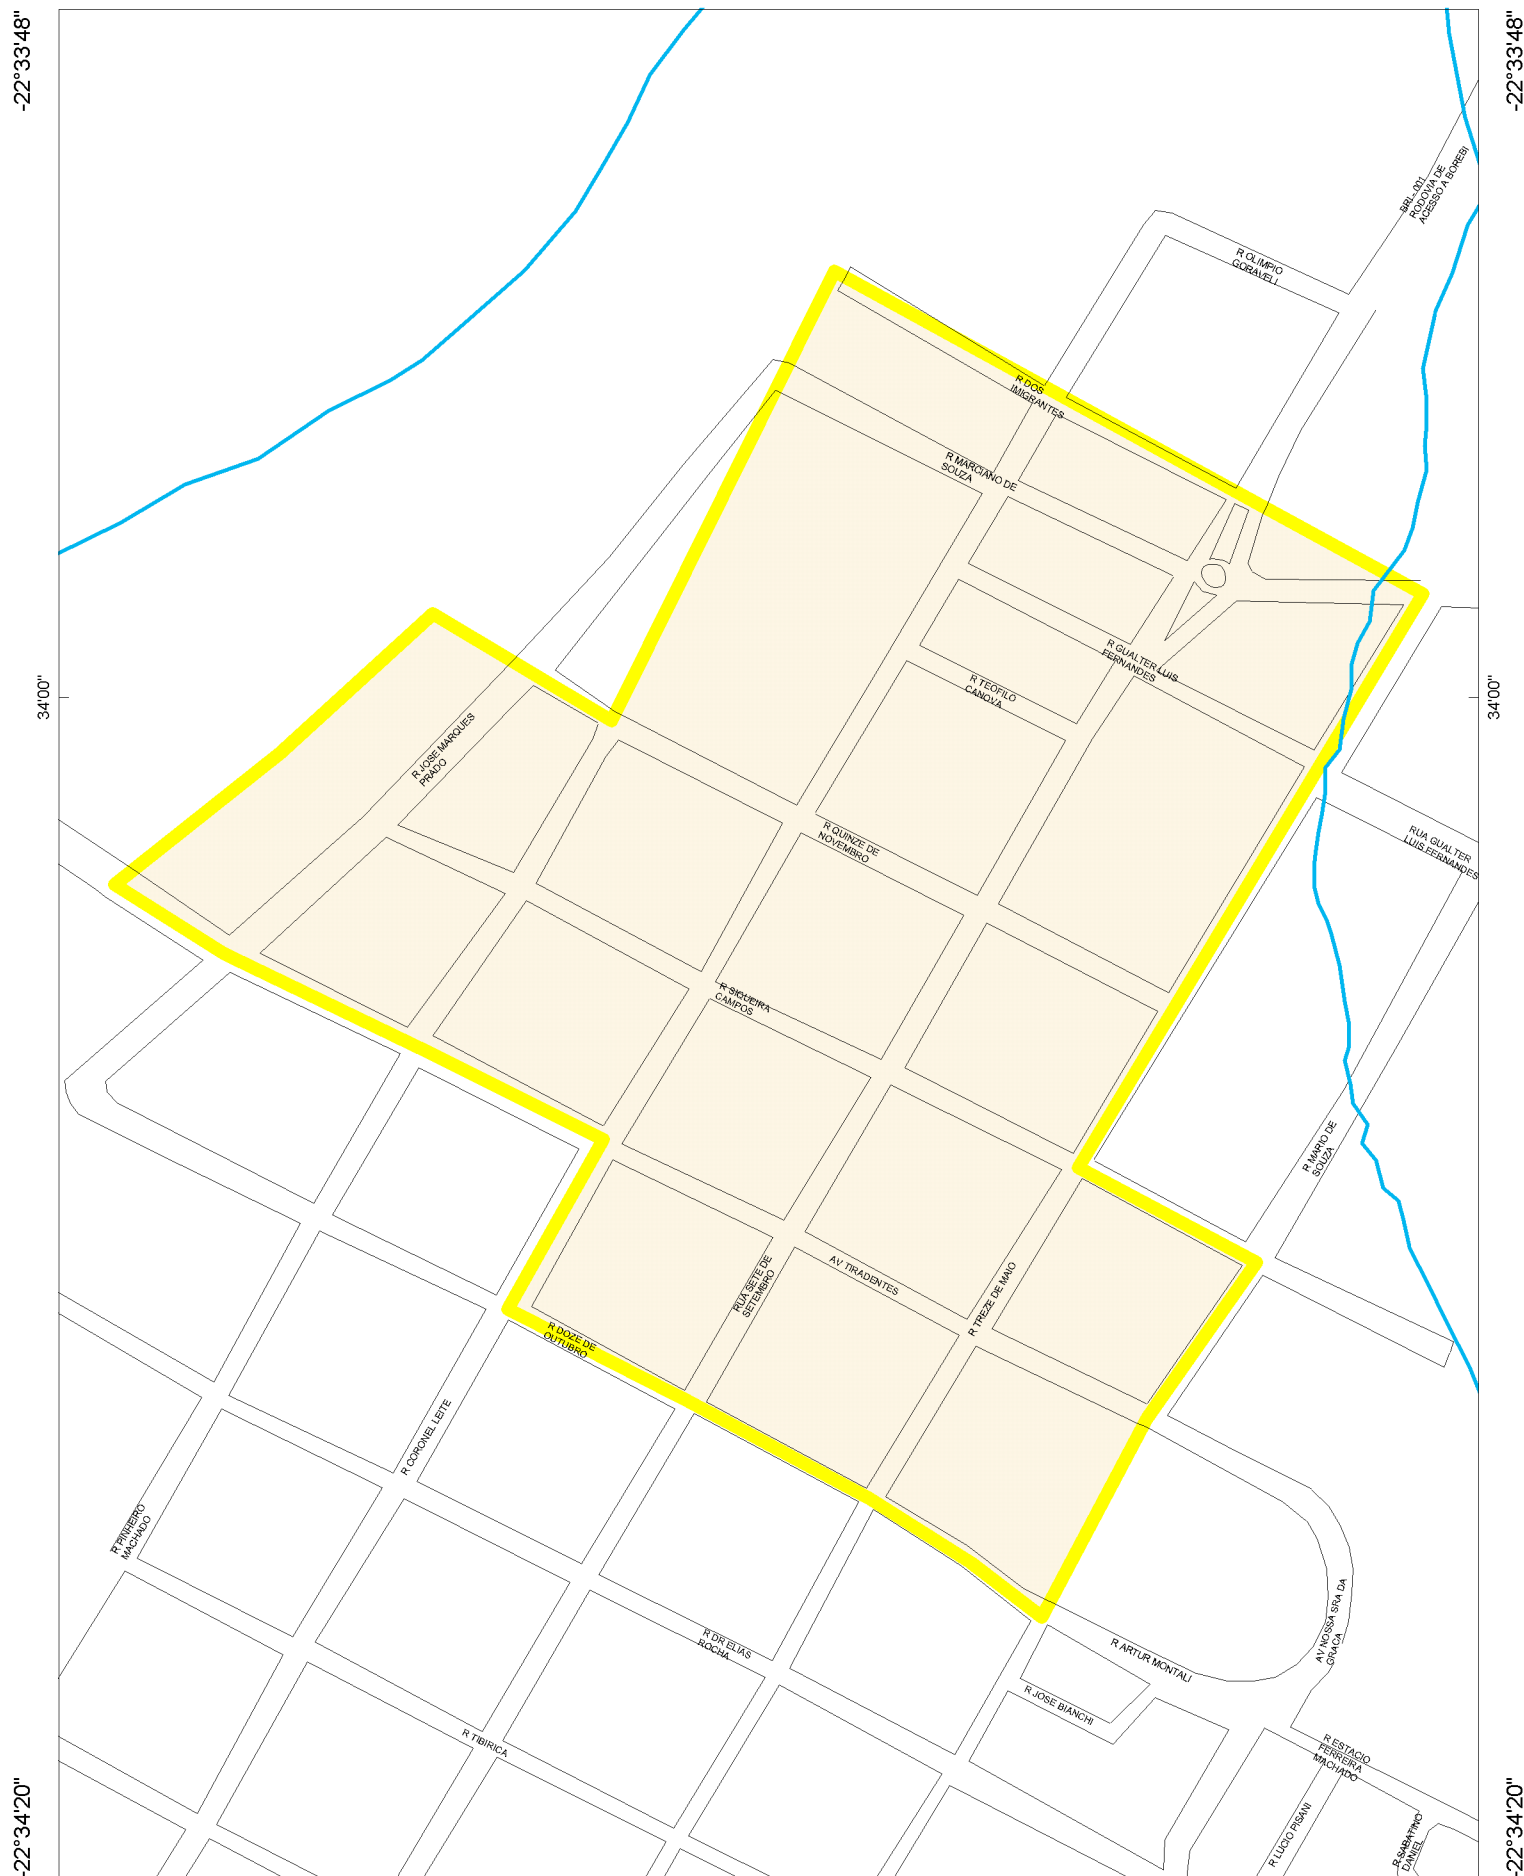 -22°33'48"
-22°33'48"
BRL-001
RODOVIA DE
ACESSO A BOREBI
R OLIMPIO
GORAVELI
R DOS
IMIGRANTES
R MARCIANO DE
SOUZA
R GUALTER LUIS
FERNANDES
R TEOFILO
CANOVA
34'00"
34'00"
R JOSE MARQUES
PRADO
R QUINZE DE
NOVEMBRO
RUA GUALTER
LUIS FERNANDES
R SIQUEIRA
CAMPOS
R MARIO DE
SOUZA
AV TIRADENTES
RUA SETE DE
SETEMBRO
R TREZE DE MAIO
R DOZE DE
OUTUBRO
R CORONEL LEITE
R PINHEIRO
MACHADO
R DR ELIAS
ROCHA
R ARTUR MONTALI
AV NOSSA SRA DA
GRACA
R JOSE BIANCHI
R TIBIRICA
R ESTACIO
FERREIRA
MACHADO
R LUCIO PISANI
R SABATINO
DANIEL
-22°34'20"
-22°34'20"